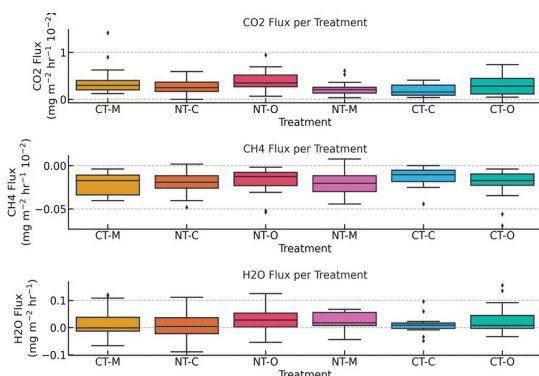 CO2 Flux per Treatment
CO2 Flux
(mg m⁻² hr⁻¹ 10⁻²)
1
0
CT-M NT-C NT-O NT-M CT-C CT-O
Treatment
CH4 Flux per Treatment
CH4 Flux
(mg m⁻² hr⁻¹ 10⁻²)
0.00
−0.05
CT-M NT-C NT-O NT-M CT-C CT-O
Treatment
H2O Flux per Treatment
H2O Flux
(mg m⁻² hr⁻¹)
0.1
0.0
−0.1
CT-M NT-C NT-O NT-M CT-C CT-O
Treatment